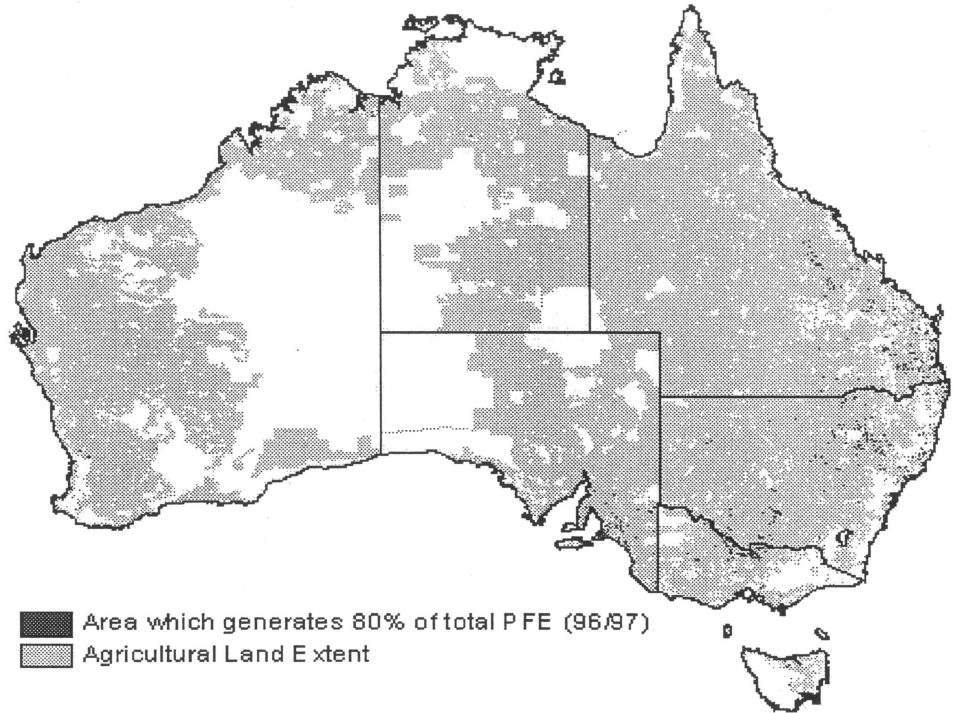 Area which generates 80% of total PFE (96/97)
Agricultural Land Extent